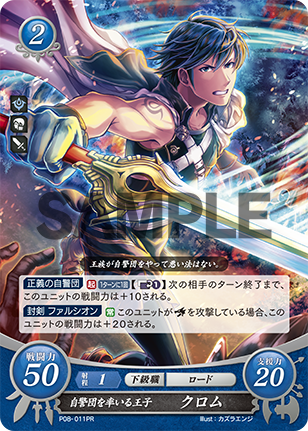 2
SAMPLE
王族が自警団をやって悪い法はない。
正義の自警団 起 1ターンに1回 【1】次の相手のターン終了まで、
このユニットの戦闘力は+10される。
封剣 ファルシオン 常 このユニットがを攻撃している場合、この
ユニットの戦闘力は+20される。
戦闘力
50
射程 1 下級職 ロード
支援力
20
自警団を率いる王子 クロム
P08-011PR
Illust:カズラエンジ